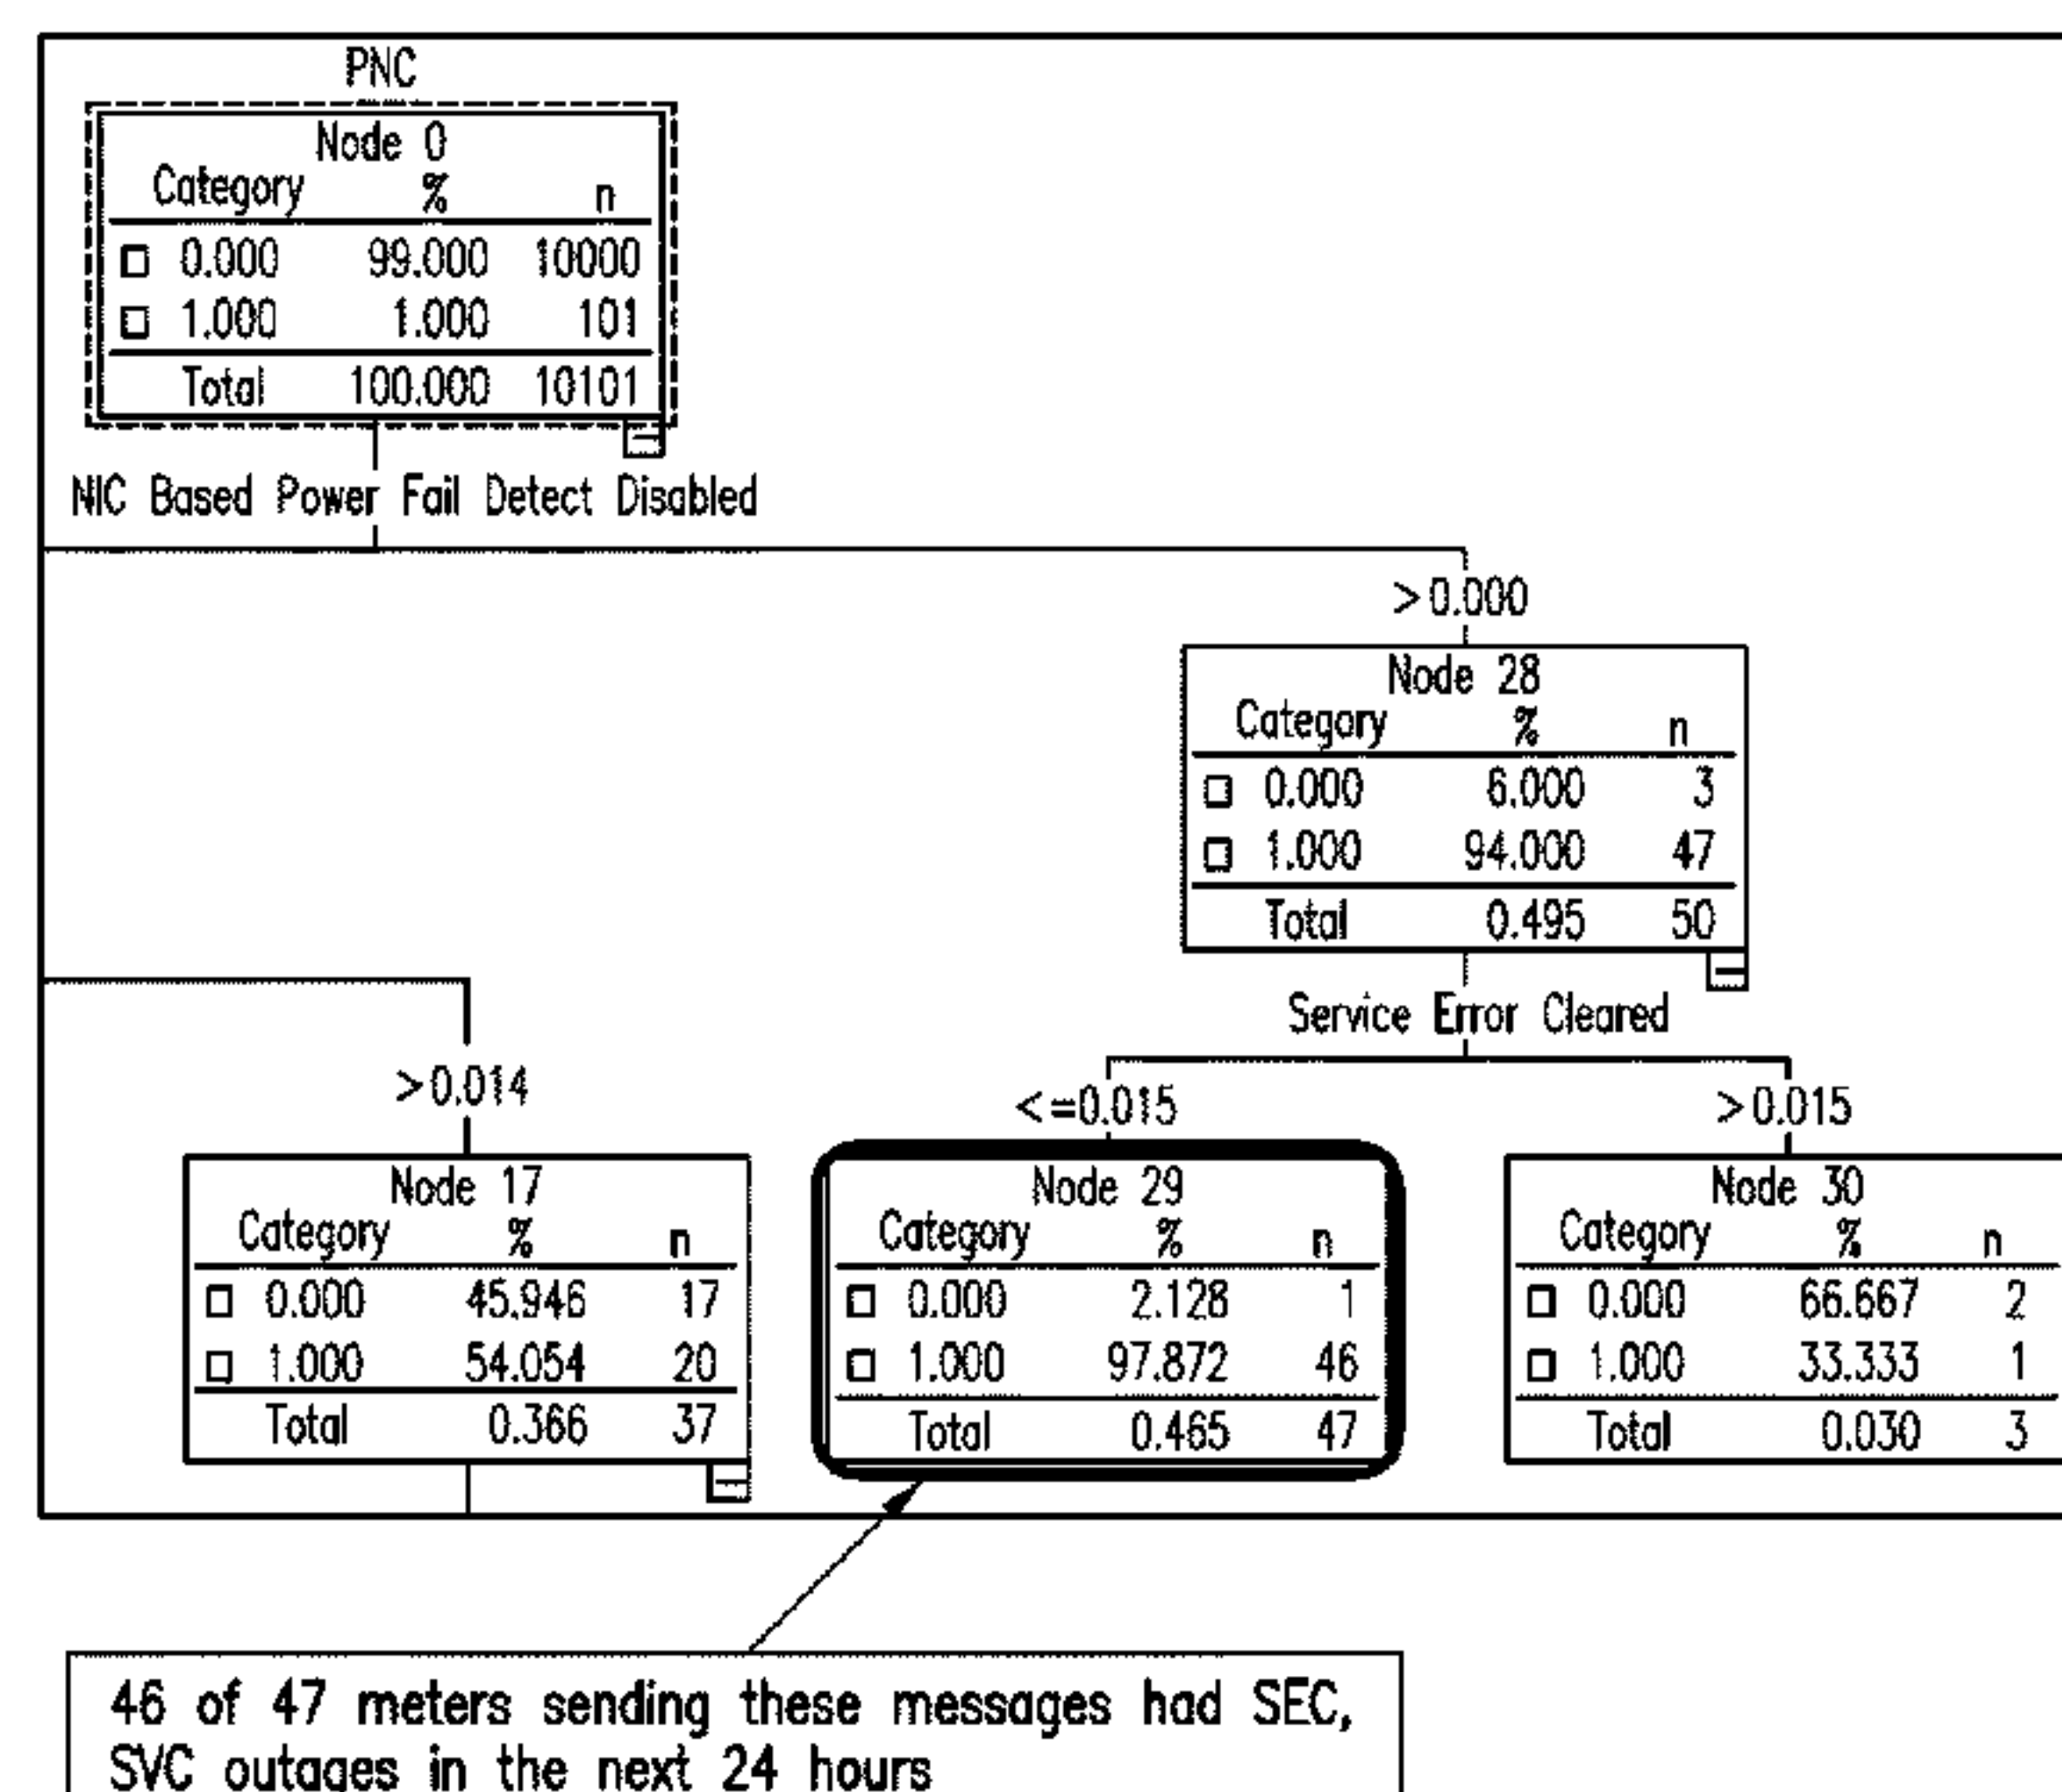 PNC
Node 0
Category % n
0.000 99.000 10000
1.000 1.000 101
Total 100.000 10101
NIC Based Power Fail Detect Disabled
>0.000
Node 28
Category % n
0.000 6.000 3
1.000 94.000 47
Total 0.495 50
Service Error Cleared
>0.014
<=0.015
>0.015
Node 17
Category % n
0.000 45.946 17
1.000 54.054 20
Total 0.366 37
Node 29
Category % n
0.000 2.128 1
1.000 97.872 46
Total 0.465 47
Node 30
Category % n
0.000 66.667 2
1.000 33.333 1
Total 0.030 3
46 of 47 meters sending these messages had SEC,
SVC outages in the next 24 hours